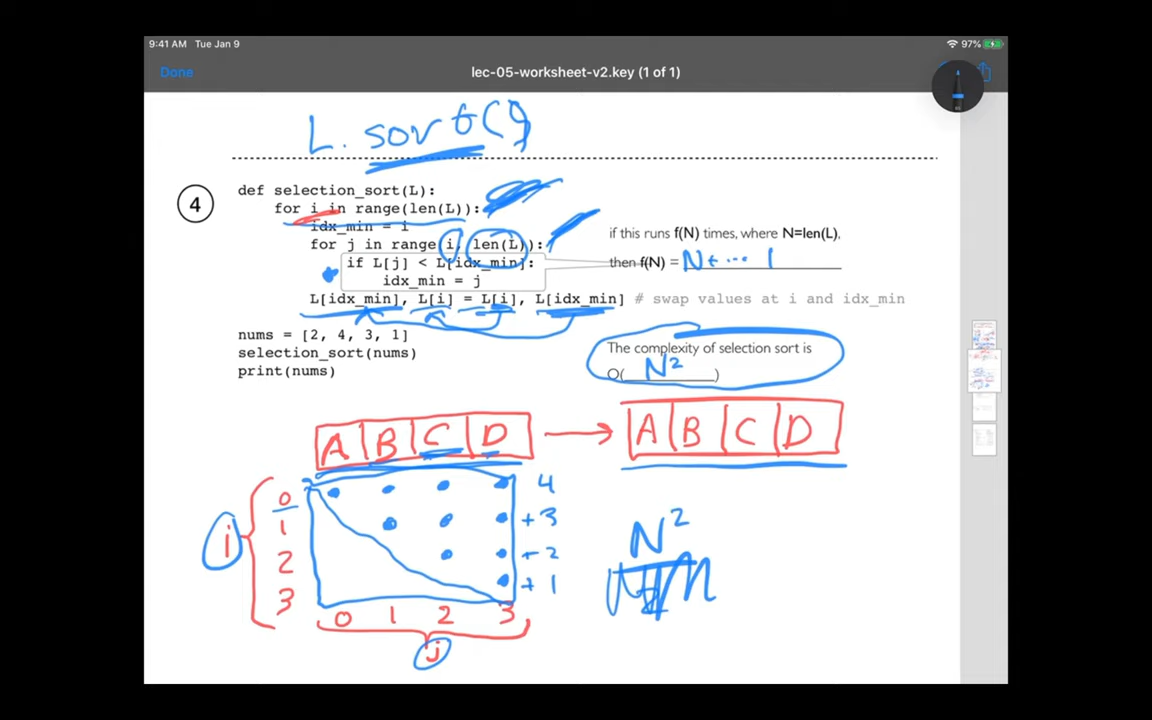 9:41 AM Tue Jan 9 97%
Done lec-05-worksheet-v2.key (1 of 1)
L. sort()
4
def selection_sort(L):
for i in range(len(L)):
idx_min = i
for j in range(i, len(L)):
if L[j] < L[idx_min]:
idx_min = j
L[idx_min], L[i] = L[i], L[idx_min] # swap values at i and idx_min
if this runs f(N) times, where N=len(L),
then f(N) = N+ ... 1
nums = [2, 4, 3, 1]
selection_sort(nums)
print(nums)
The complexity of selection sort is
O( N² )
A B C D → A B C D
i
0 4
1 +3
2 +2
3 +1
0 1 2 3
j
N²